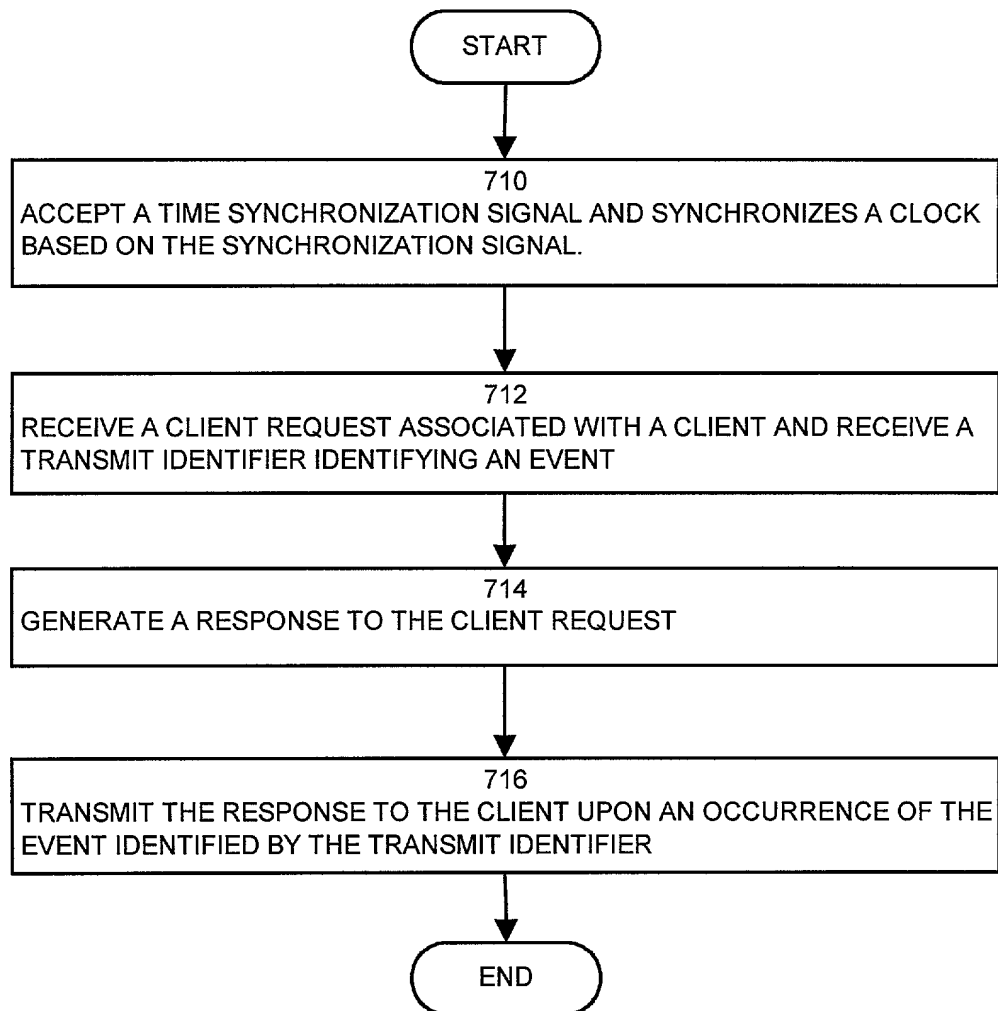 START
710
ACCEPT A TIME SYNCHRONIZATION SIGNAL AND SYNCHRONIZES A CLOCK
BASED ON THE SYNCHRONIZATION SIGNAL.
712
RECEIVE A CLIENT REQUEST ASSOCIATED WITH A CLIENT AND RECEIVE A
TRANSMIT IDENTIFIER IDENTIFYING AN EVENT
714
GENERATE A RESPONSE TO THE CLIENT REQUEST
716
TRANSMIT THE RESPONSE TO THE CLIENT UPON AN OCCURRENCE OF THE
EVENT IDENTIFIED BY THE TRANSMIT IDENTIFIER
END